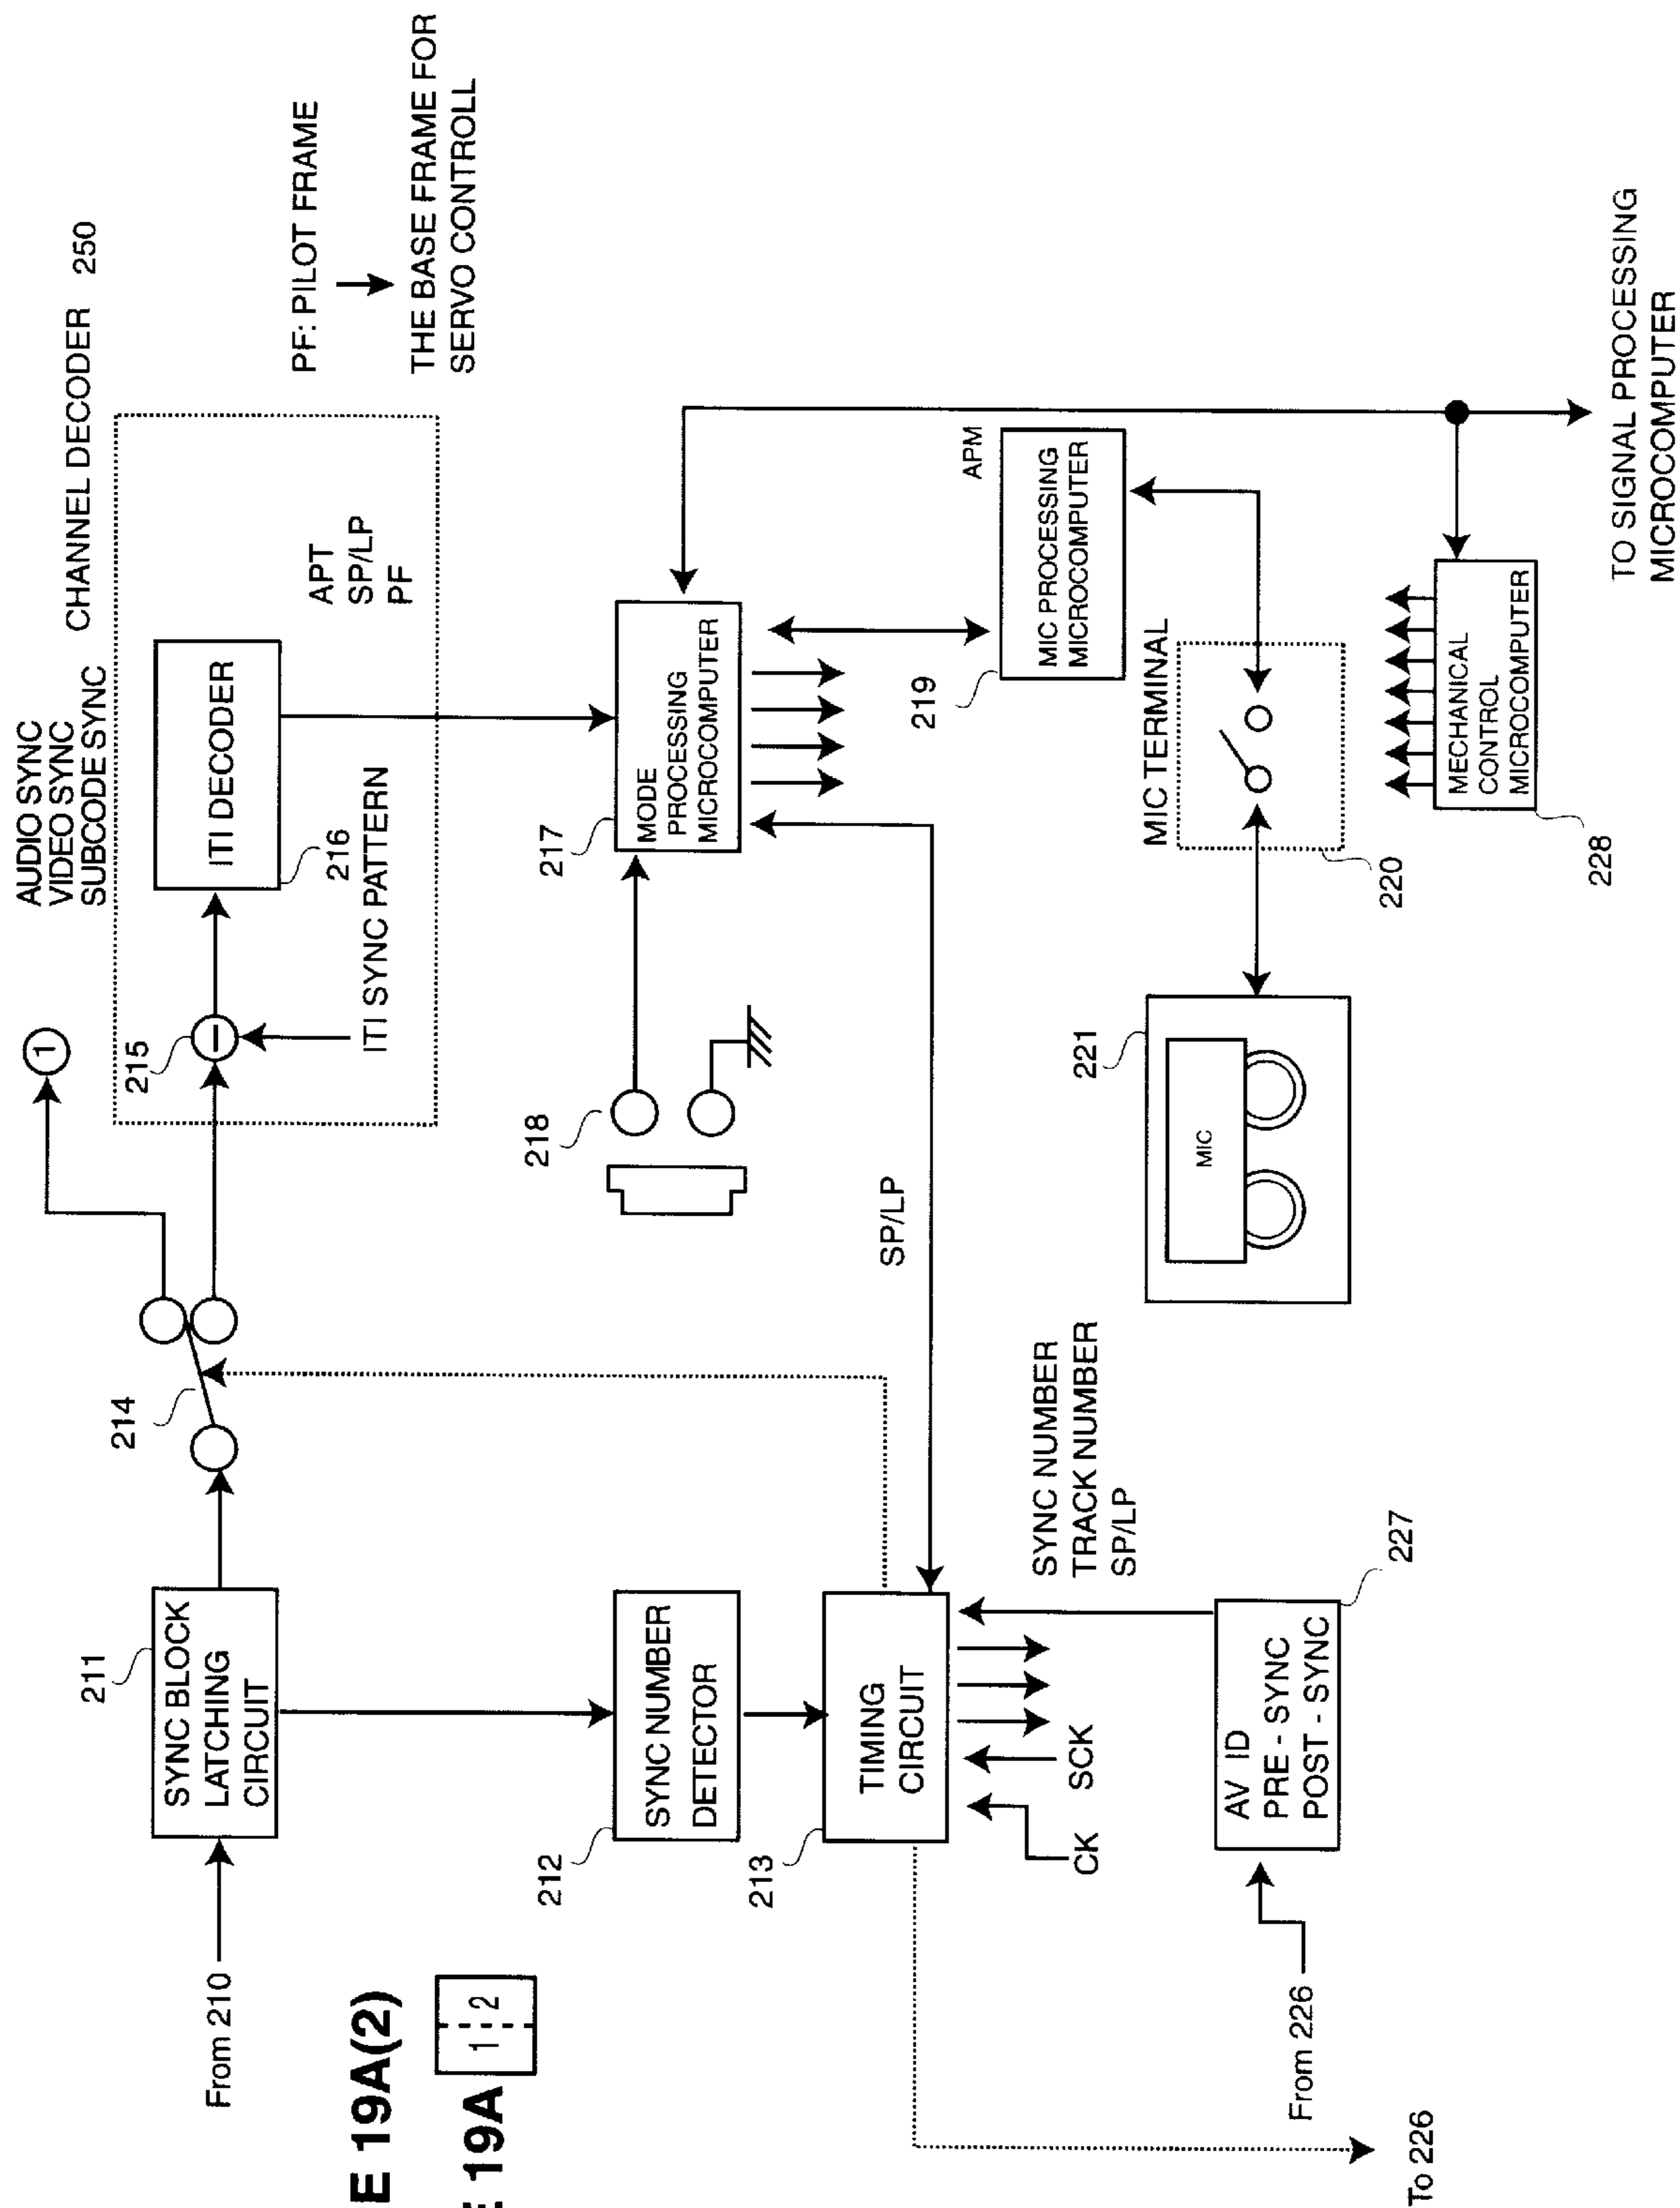 AUDIO SYNC
VIDEO SYNC
SUBCODE SYNC
CHANNEL DECODER 250
1
211
SYNC BLOCK
LATCHING
CIRCUIT
From 210
214
215
ITI DECODER
216
ITI SYNC PATTERN
APT
SP/LP
PF
PF: PILOT FRAME
THE BASE FRAME FOR
SERVO CONTROLL
E 19A(2)
19A
1
2
212
SYNC NUMBER
DETECTOR
218
217
MODE
PROCESSING
MICROCOMPUTER
213
TIMING
CIRCUIT
SP/LP
219
APM
MIC PROCESSING
MICROCOMPUTER
CK
SCK
SYNC NUMBER
TRACK NUMBER
SP/LP
221
MIC
MIC TERMINAL
220
From 226
AV ID
PRE - SYNC
POST - SYNC
227
To 226
MECHANICAL
CONTROL
MICROCOMPUTER
228
TO SIGNAL PROCESSING
MICROCOMPUTER